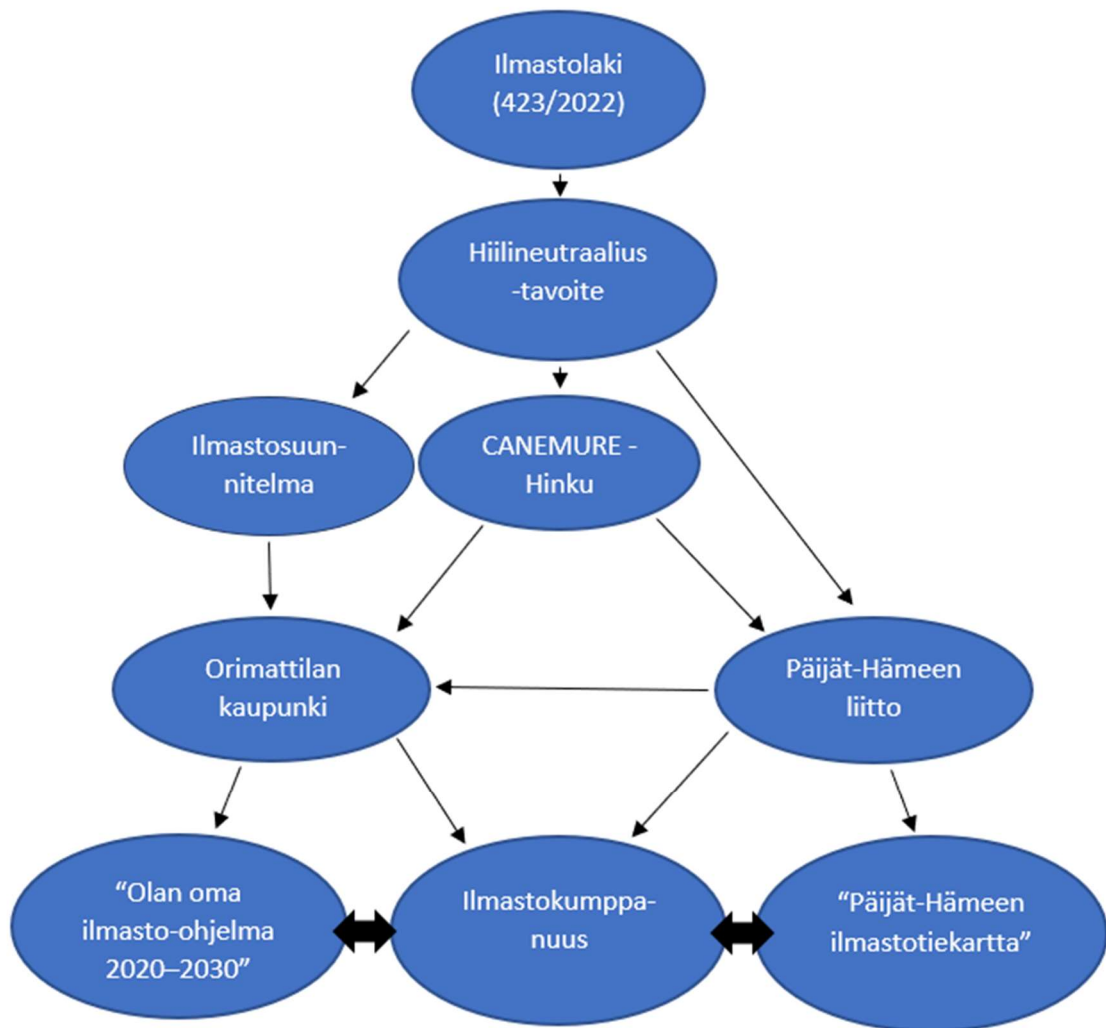 Ilmastolaki
(423/2022)
Hiilineutraalius
-tavoite
Ilmastosuun-
nitelma
CANEMURE -
Hinku
Orimattilan
kaupunki
Päijät-Hämeen
liitto
“Olan oma
ilmasto-ohjelma
2020–2030”
Ilmastokumppa-
nuus
“Päijät-Hämeen
ilmastotiekartta”